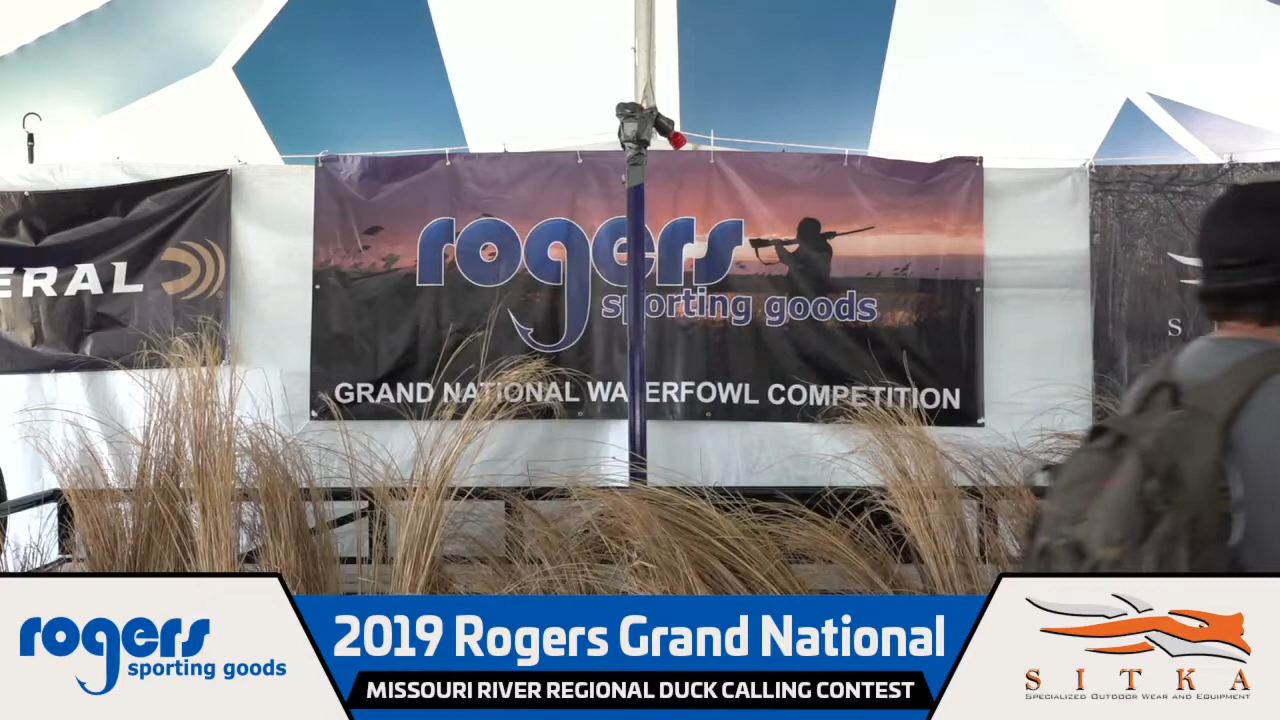 ERAL
rogers
sporting goods
GRAND NATIONAL WATERFOWL COMPETITION
S
rogers
sporting goods
2019 Rogers Grand National
MISSOURI RIVER REGIONAL DUCK CALLING CONTEST
SITKA
Specialized Outdoor Wear and Equipment